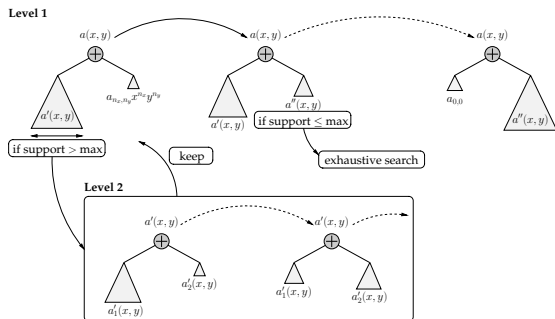 Level 1
a(x, y)
a(x, y)
a(x, y)
a_{n_x,n_y}x^{n_x}y^{n_y}
a_{0,0}
a'(x, y)
a'(x, y)
a''(x, y)
a''(x, y)
if support > max
if support ≤ max
keep
exhaustive search
Level 2
a'(x, y)
a'(x, y)
a'_1(x, y)
a'_2(x, y)
a'_1(x, y)
a'_2(x, y)